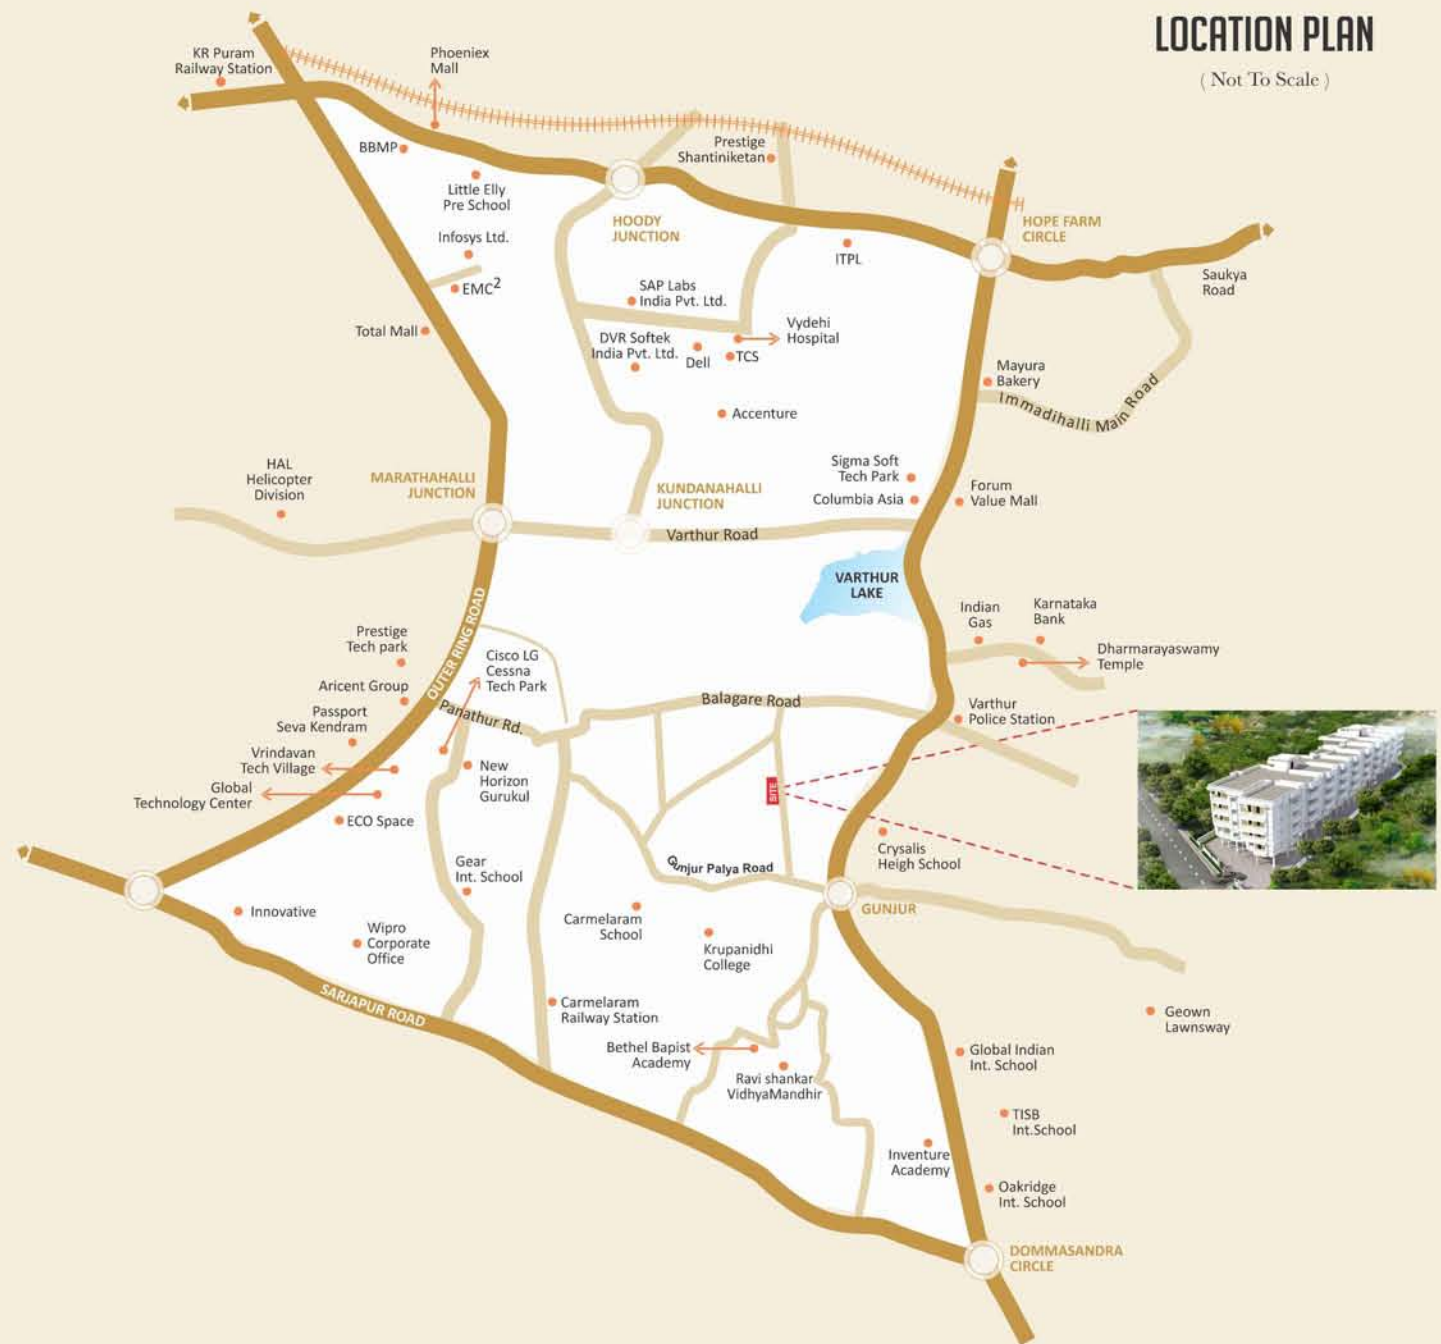 LOCATION PLAN
( Not To Scale )
KR Puram
Railway Station
Phoeniex
Mall
BBMP
Little Elly
Pre School
Infosys Ltd.
EMC2
Total Mall
HOODY
JUNCTION
Prestige
Shantiniketan
ITPL
HOPE FARM
CIRCLE
Saukya
Road
SAP Labs
India Pvt. Ltd.
DVR Softek
India Pvt. Ltd.
Dell
TCS
Vydehi
Hospital
Accenture
Mayura
Bakery
Immadihalli Main Road
HAL
Helicopter
Division
MARATHAHALLI
JUNCTION
KUNDANAHALLI
JUNCTION
Varthur Road
Sigma Soft
Tech Park
Columbia Asia
Forum
Value Mall
VARTHUR
LAKE
Indian
Gas
Karnataka
Bank
Dharmarayaswamy
Temple
OUTER RING ROAD
Prestige
Tech park
Aricent Group
Passport
Seva Kendram
Vrindavan
Tech Village
Global
Technology Center
ECO Space
Cisco LG
Cessna
Tech Park
Panathur Rd.
New
Horizon
Gurukul
Balagare Road
Varthur
Police Station
SITE
Crysalis
Heigh School
Gear
Int. School
Gunjur Palya Road
GUNJUR
Innovative
Wipro
Corporate
Office
Carmelaram
School
Krupanidhi
College
SARJAPUR ROAD
Carmelaram
Railway Station
Bethel Bapist
Academy
Ravi shankar
VidhyaMandhir
Geown
Lawnsway
Global Indian
Int. School
TISB
Int.School
Inventure
Academy
Oakridge
Int. School
DOMMASANDRA
CIRCLE